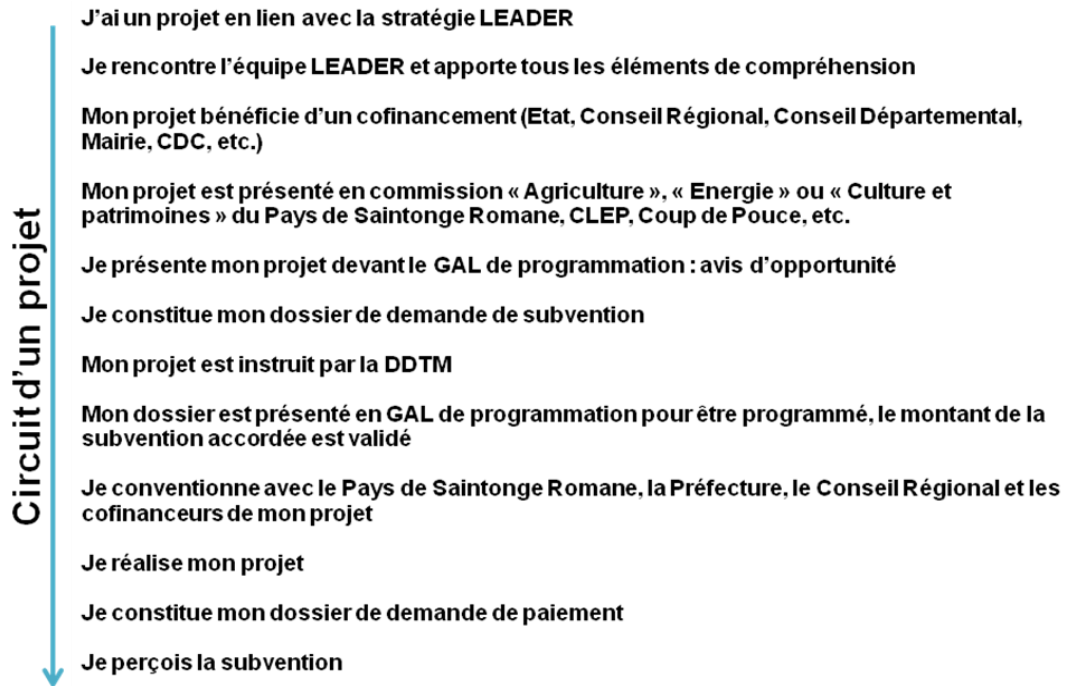 J'ai un projet en lien avec la stratégie LEADER
Je rencontre l'équipe LEADER et apporte tous les éléments de compréhension
Mon projet bénéficie d'un cofinancement (Etat, Conseil Régional, Conseil Départemental,
Mairie, CDC, etc.)
Mon projet est présenté en commission « Agriculture », « Energie » ou « Culture et
patrimoines » du Pays de Saintonge Romane, CLEP, Coup de Pouce, etc.
Je présente mon projet devant le GAL de programmation : avis d'opportunité
Je constitue mon dossier de demande de subvention
Mon projet est instruit par la DDTM
Mon dossier est présenté en GAL de programmation pour être programmé, le montant de la
subvention accordée est validé
Je conventionne avec le Pays de Saintonge Romane, la Préfecture, le Conseil Régional et les
cofinanceurs de mon projet
Je réalise mon projet
Je constitue mon dossier de demande de paiement
Je perçois la subvention
Circuit d'un projet